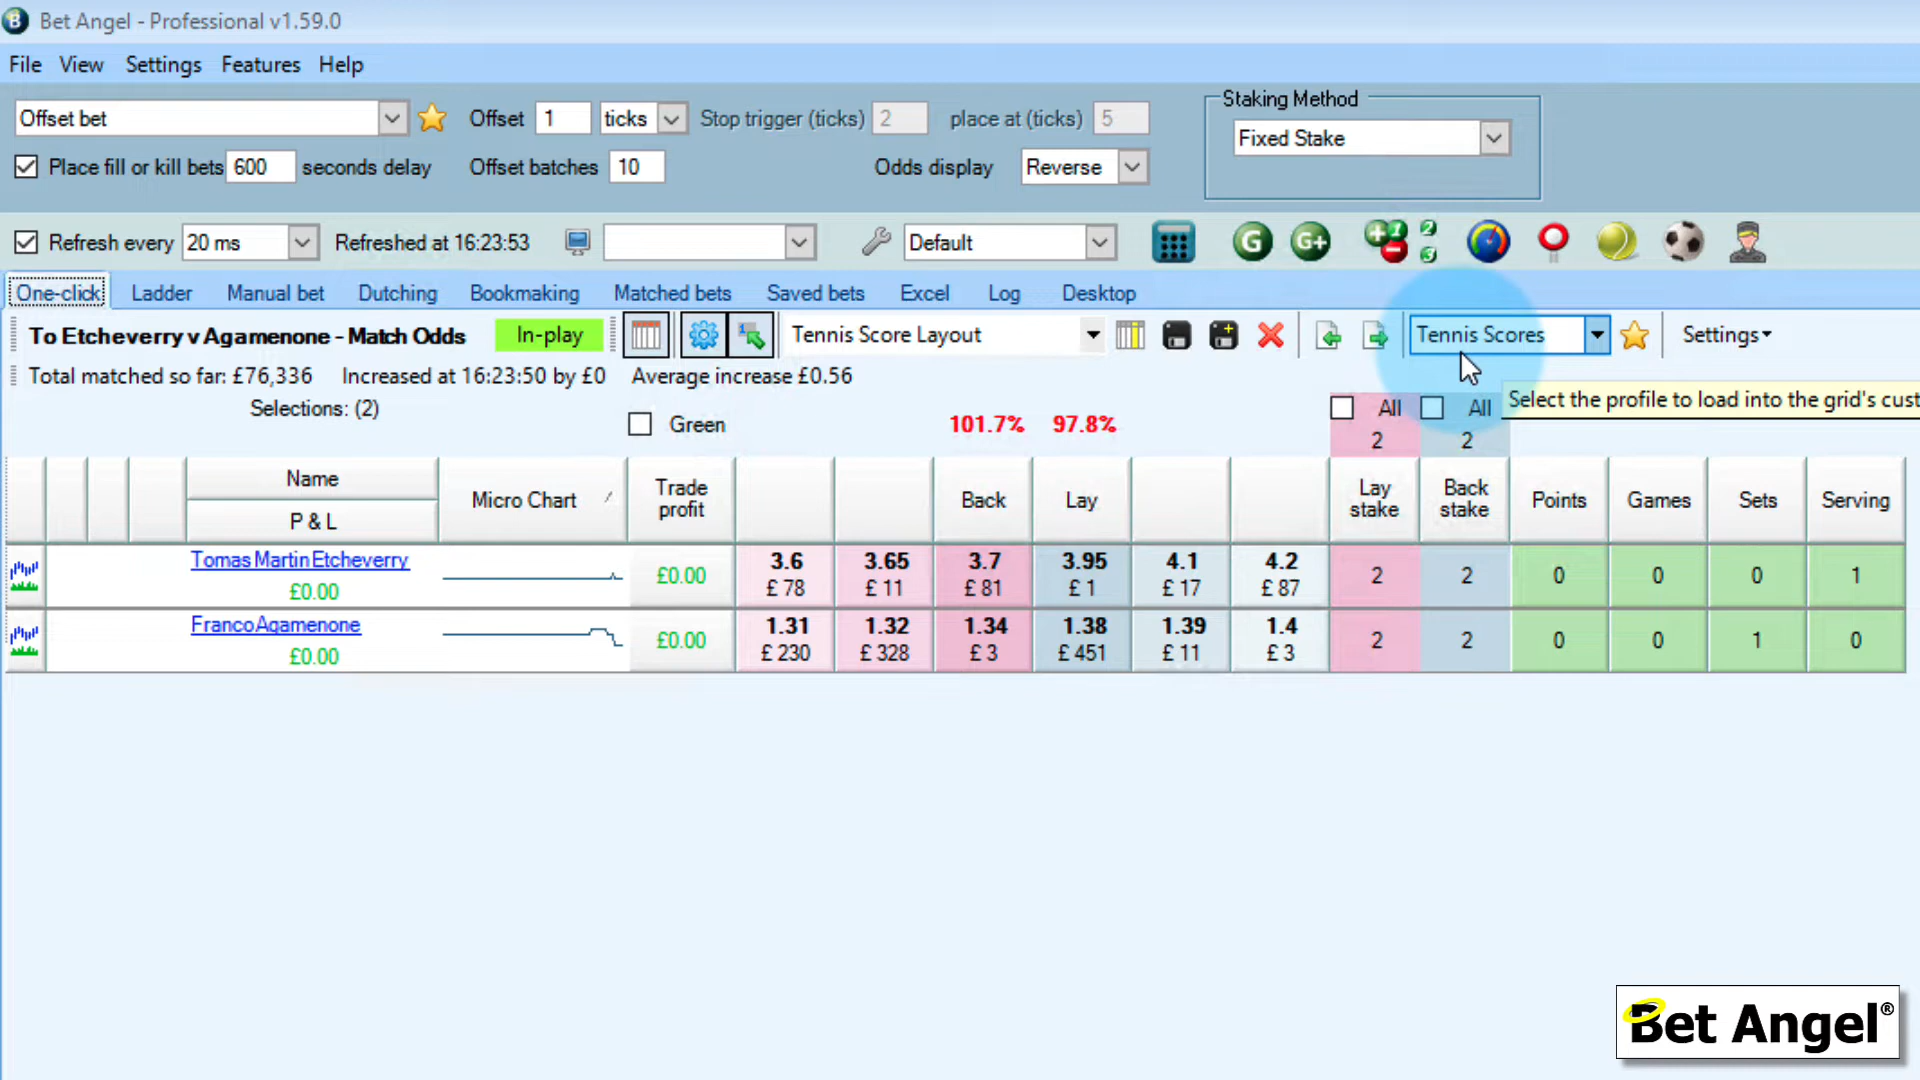 Bet Angel - Professional v1.59.0
File View Settings Features Help
Offset bet Offset 1 ticks Stop trigger (ticks) 2 place at (ticks) 5 Staking Method
Fixed Stake
Place fill or kill bets 600 seconds delay Offset batches 10 Odds display Reverse
Refresh every 20 ms Refreshed at 16:23:53 Default G G+ 1 2 3
One-click Ladder Manual bet Dutching Bookmaking Matched bets Saved bets Excel Log Desktop
To Etcheverry v Agamenone - Match Odds In-play Tennis Score Layout Tennis Scores Settings
Total matched so far: £76,336 Increased at 16:23:50 by £0 Average increase £0.56
Select the profile to load into the grid's cust
Selections: (2) Green 101.7% 97.8% All All
2 2
Name P & L Micro Chart Trade profit Back Lay Lay stake Back stake Points Games Sets Serving
Tomas Martin Etcheverry 3.6 3.65 3.7 3.95 4.1 4.2
£0.00 £0.00 £ 78 £ 11 £ 81 £ 1 £ 17 £ 87 2 2 0 0 0 1
Franco Agamenone 1.31 1.32 1.34 1.38 1.39 1.4
£0.00 £0.00 £ 230 £ 328 £ 3 £ 451 £ 11 £ 3 2 2 0 0 1 0
Bet Angel®